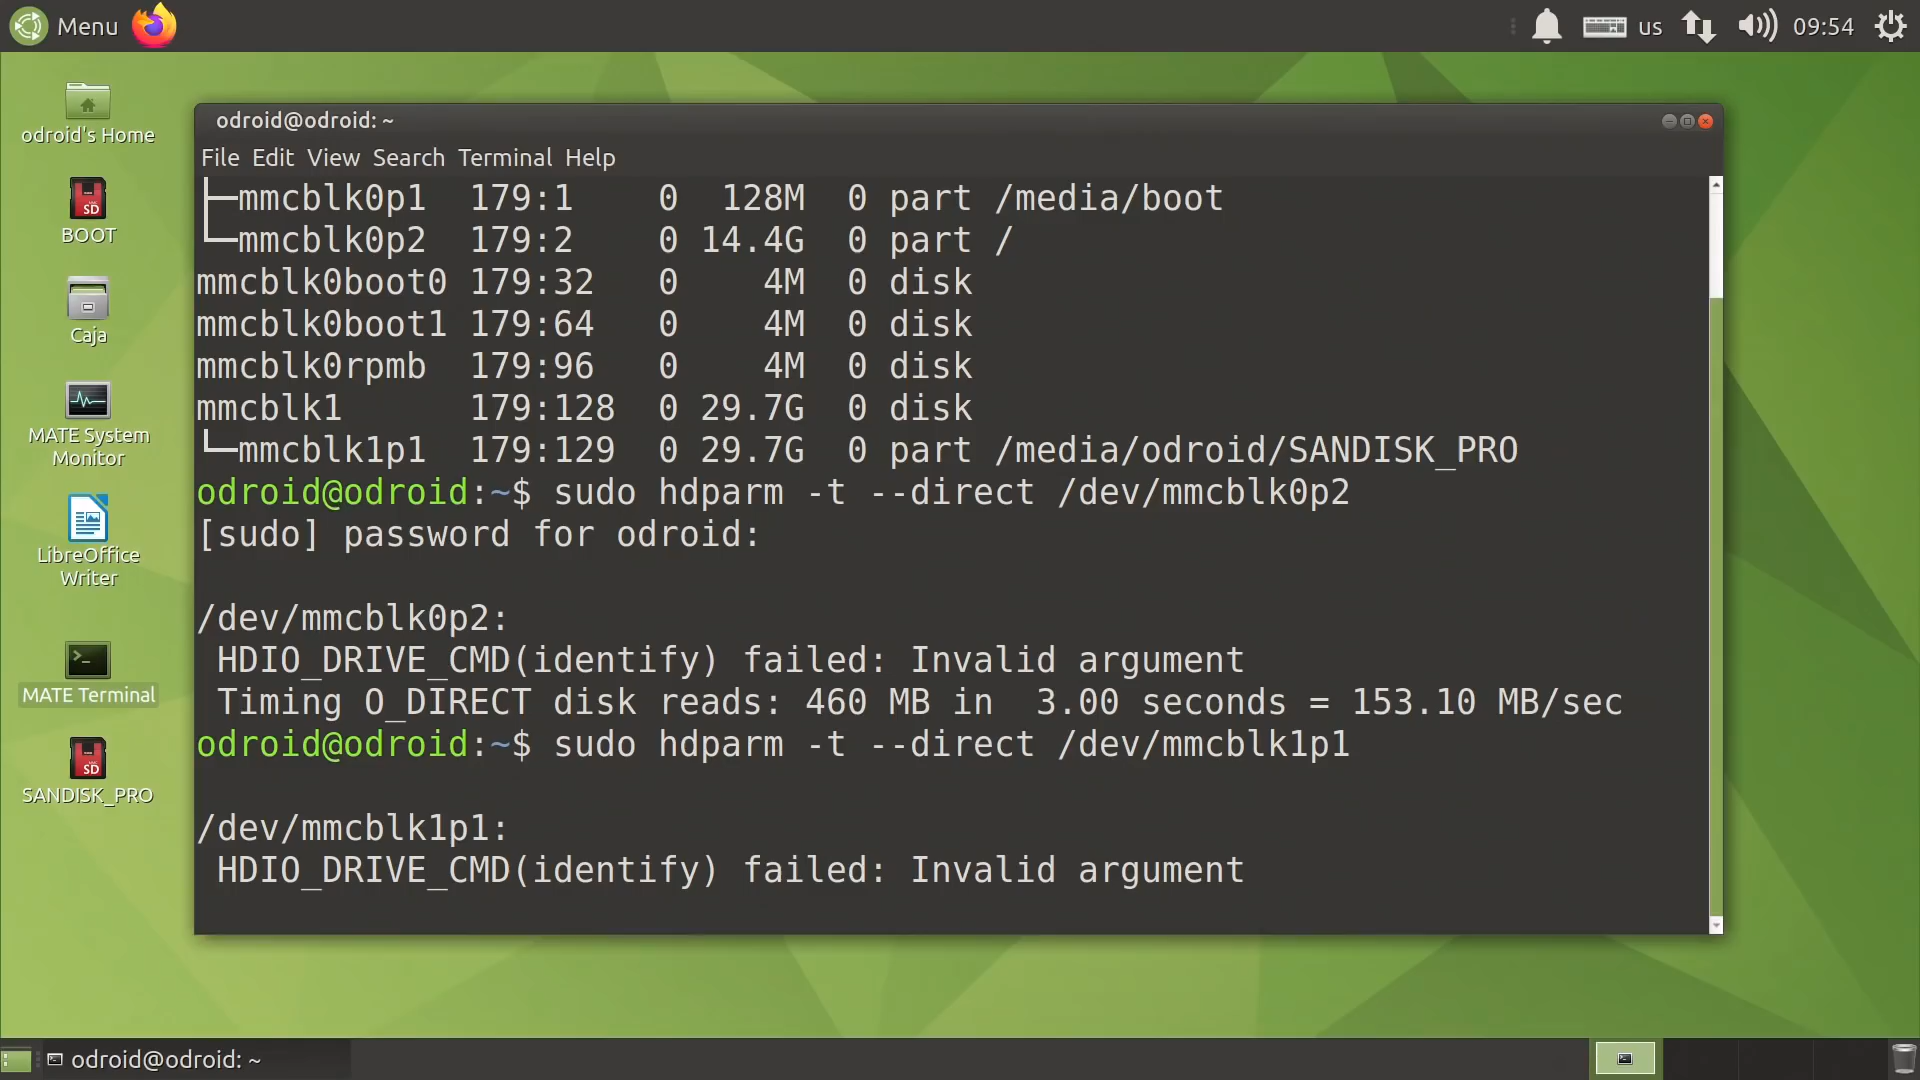 Menu
us
09:54
odroid's Home
SD
BOOT
Caja
MATE System
Monitor
LibreOffice
Writer
MATE Terminal
SD
SANDISK_PRO
odroid@odroid: ~
File Edit View Search Terminal Help
├─mmcblk0p1  179:1    0  128M  0 part /media/boot
└─mmcblk0p2  179:2    0 14.4G  0 part /
mmcblk0boot0 179:32   0    4M  0 disk
mmcblk0boot1 179:64   0    4M  0 disk
mmcblk0rpmb  179:96   0    4M  0 disk
mmcblk1      179:128  0 29.7G  0 disk
└─mmcblk1p1  179:129  0 29.7G  0 part /media/odroid/SANDISK_PRO
odroid@odroid:~$ sudo hdparm -t --direct /dev/mmcblk0p2
[sudo] password for odroid:
/dev/mmcblk0p2:
HDIO_DRIVE_CMD(identify) failed: Invalid argument
Timing O_DIRECT disk reads: 460 MB in  3.00 seconds = 153.10 MB/sec
odroid@odroid:~$ sudo hdparm -t --direct /dev/mmcblk1p1
/dev/mmcblk1p1:
HDIO_DRIVE_CMD(identify) failed: Invalid argument
odroid@odroid: ~